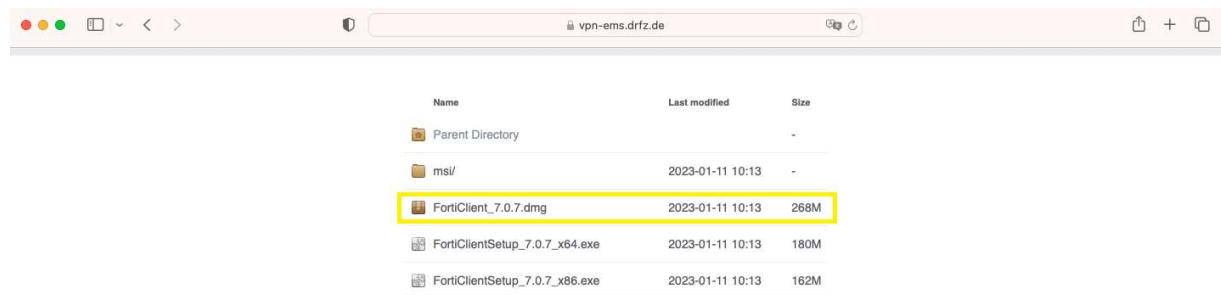 vpn-ems.drfz.de
Name Last modified Size
Parent Directory -
msi/ 2023-01-11 10:13 -
FortiClient_7.0.7.dmg 2023-01-11 10:13 268M
FortiClientSetup_7.0.7_x64.exe 2023-01-11 10:13 180M
FortiClientSetup_7.0.7_x86.exe 2023-01-11 10:13 162M